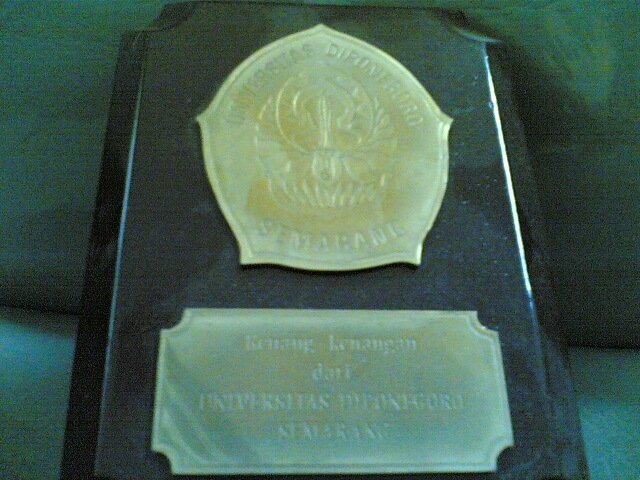 UNIVERSITAS DIPONEGORO
SEMARANG
Kenang kenangan
dari
UNIVERSITAS DIPONEGORO
SEMARANG